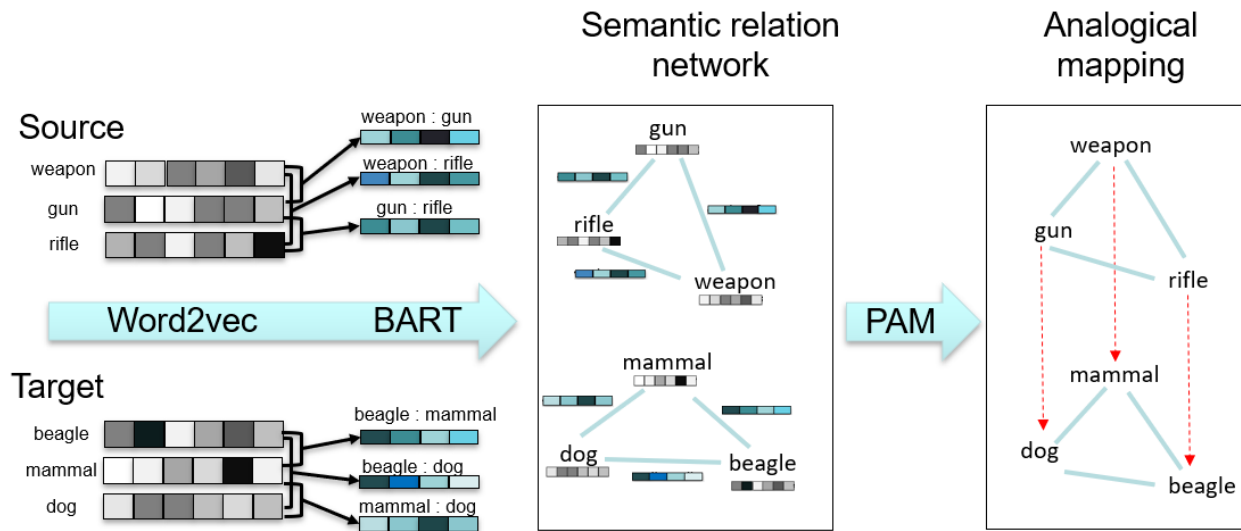 Semantic relation
network
Analogical
mapping
Source
weapon
gun
rifle
weapon : gun
weapon : rifle
gun : rifle
Word2vec
BART
Target
beagle
mammal
dog
beagle : mammal
beagle : dog
mammal : dog
gun
rifle
weapon
mammal
dog
beagle
PAM
weapon
gun
rifle
mammal
dog
beagle